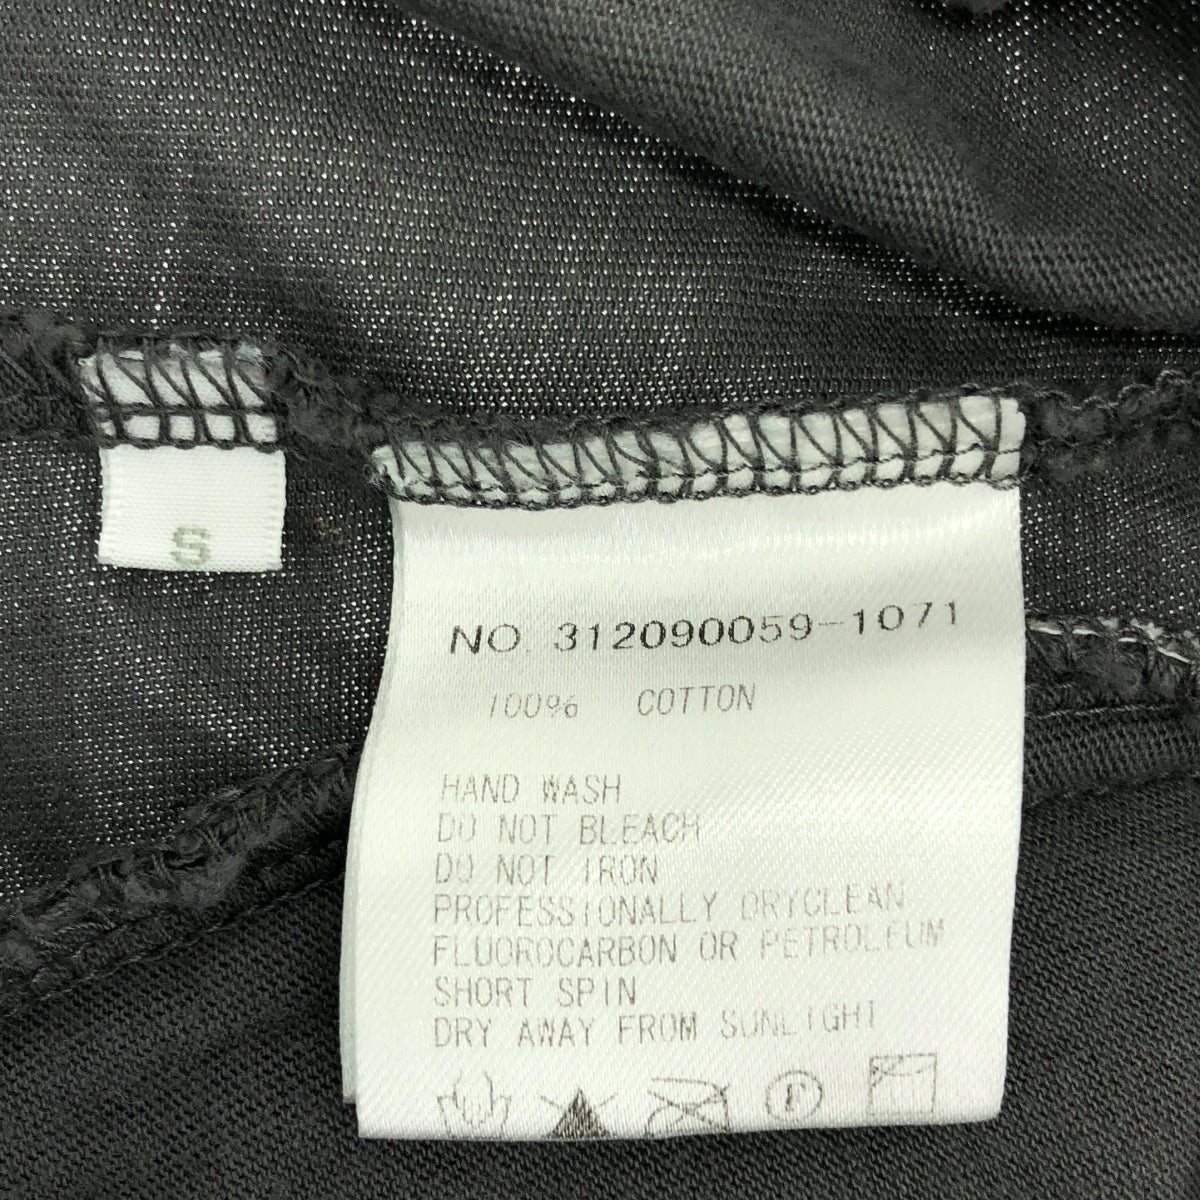 S
NO. 312090059-1071
100% COTTON
HAND WASH
DO NOT BLEACH
DO NOT IRON
PROFESSIONALLY DRYCLEAN
FLUOROCARBON OR PETROLEUM
SHORT SPIN
DRY AWAY FROM SUNLIGHT